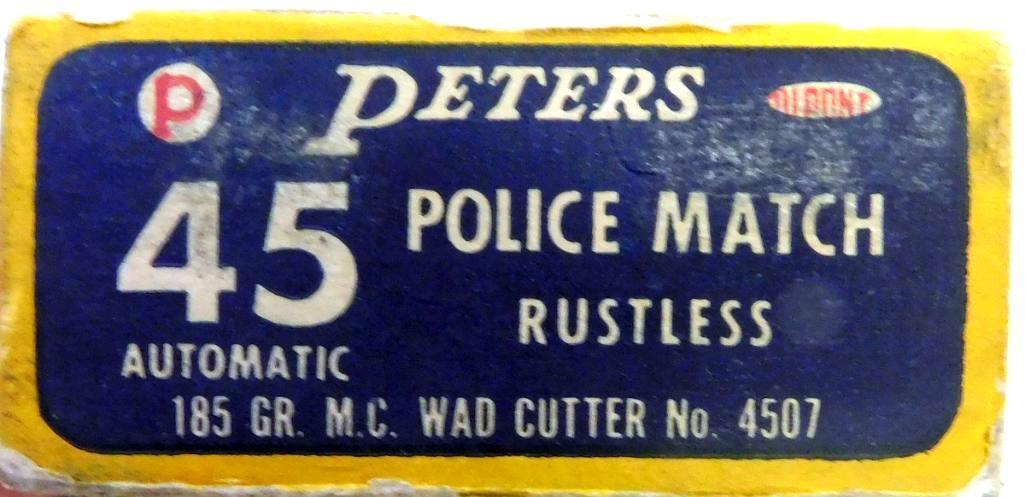 P PETERS DUPONT
45 POLICE MATCH
RUSTLESS
AUTOMATIC
185 GR. M.C. WAD CUTTER No. 4507